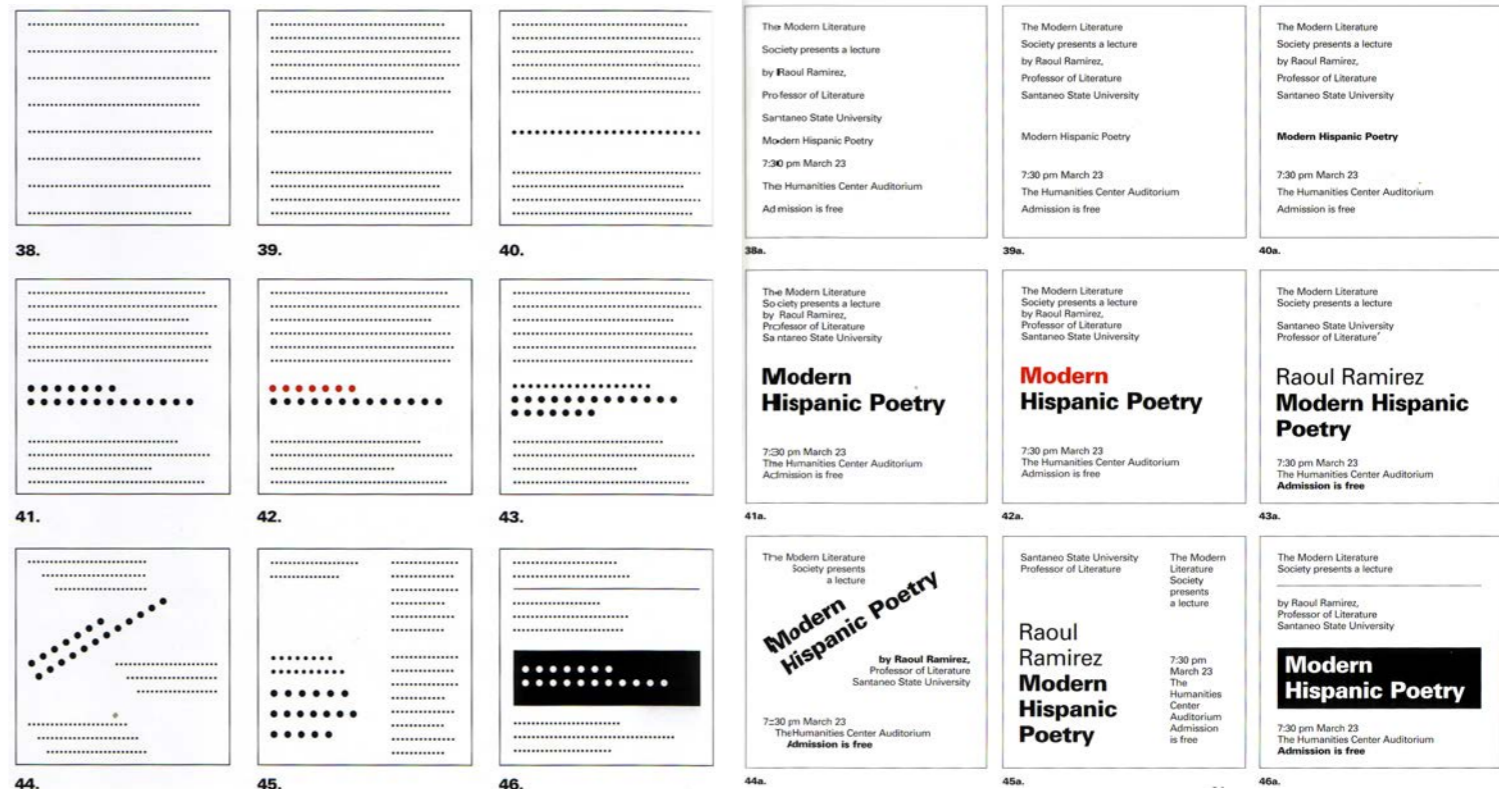 38.
39.
40.
41.
42.
43.
44.
45.
46.
The Modern Literature
Society presents a lecture
by Raoul Ramirez,
Professor of Literature
Santaneo State University
Modern Hispanic Poetry
7:30 pm March 23
The Humanities Center Auditorium
Admission is free
38a.
The Modern Literature
Society presents a lecture
by Raoul Ramirez,
Professor of Literature
Santaneo State University
Modern Hispanic Poetry
7:30 pm March 23
The Humanities Center Auditorium
Admission is free
39a.
The Modern Literature
Society presents a lecture
by Raoul Ramirez,
Professor of Literature
Santaneo State University
Modern Hispanic Poetry
7:30 pm March 23
The Humanities Center Auditorium
Admission is free
40a.
The Modern Literature
Society presents a lecture
by Raoul Ramirez,
Professor of Literature
Santaneo State University
Modern
Hispanic Poetry
7:30 pm March 23
The Humanities Center Auditorium
Admission is free
41a.
The Modern Literature
Society presents a lecture
by Raoul Ramirez,
Professor of Literature
Santaneo State University
Modern
Hispanic Poetry
7:30 pm March 23
The Humanities Center Auditorium
Admission is free
42a.
The Modern Literature
Society presents a lecture
Santaneo State University
Professor of Literature
Raoul Ramirez
Modern Hispanic
Poetry
7:30 pm March 23
The Humanities Center Auditorium
Admission is free
43a.
The Modern Literature
Society presents
a lecture
Modern
Hispanic Poetry
by Raoul Ramirez,
Professor of Literature
Santaneo State University
7:30 pm March 23
The Humanities Center Auditorium
Admission is free
44a.
Santaneo State University
Professor of Literature
The Modern
Literature
Society
presents
a lecture
Raoul
Ramirez
Modern
Hispanic
Poetry
7:30 pm
March 23
The
Humanities
Center
Auditorium
Admission
is free
45a.
The Modern Literature
Society presents a lecture
by Raoul Ramirez,
Professor of Literature
Santaneo State University
Modern
Hispanic Poetry
7:30 pm March 23
The Humanities Center Auditorium
Admission is free
46a.